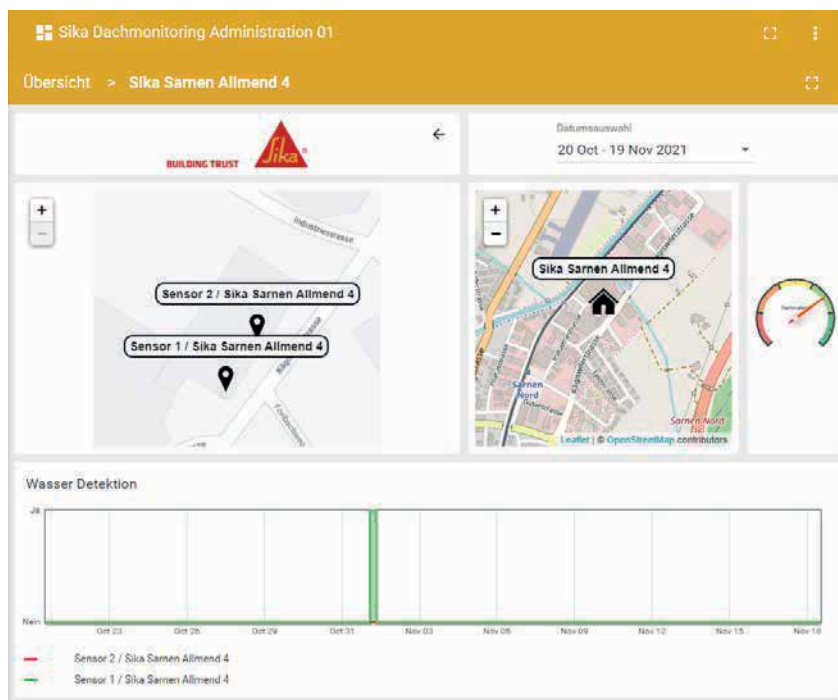 Sika Dachmonitoring Administration 01
Übersicht > Sika Sarnen Allmend 4
BUILDING TRUST
Sika®
Datumsauswahl
20 Oct - 19 Nov 2021
+
-
Industriestrasse
Sensor 2 / Sika Sarnen Allmend 4
Sensor 1 / Sika Sarnen Allmend 4
+
-
Sika Sarnen Allmend 4
Sarnen
Nord
Sarnen Nord
Leaflet | © OpenStreetMap contributors
Wasser Detektion
Ja
Nein
Oct 23 Oct 26 Oct 29 Oct 31 Nov 03 Nov 06 Nov 09 Nov 12 Nov 15 Nov 18
Sensor 2 / Sika Sarnen Allmend 4
Sensor 1 / Sika Sarnen Allmend 4